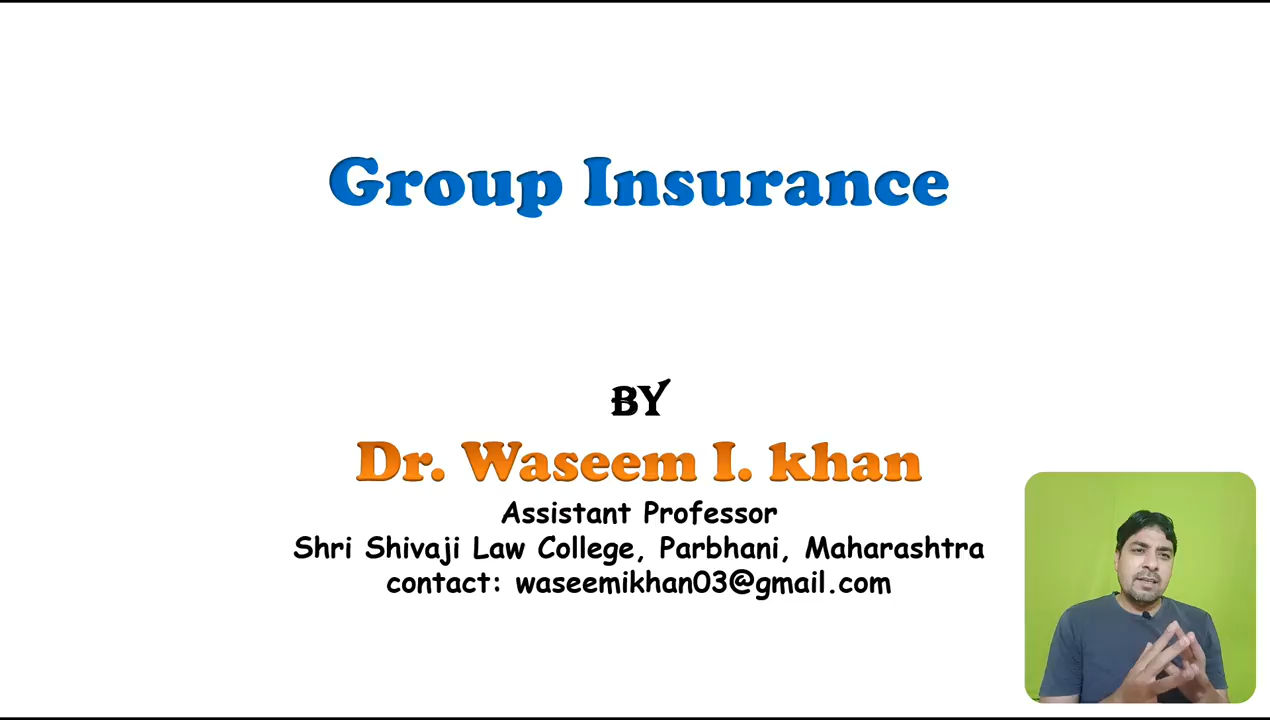 Group Insurance
BY
Dr. Waseem I. khan
Assistant Professor
Shri Shivaji Law College, Parbhani, Maharashtra
contact: waseemikhan03@gmail.com